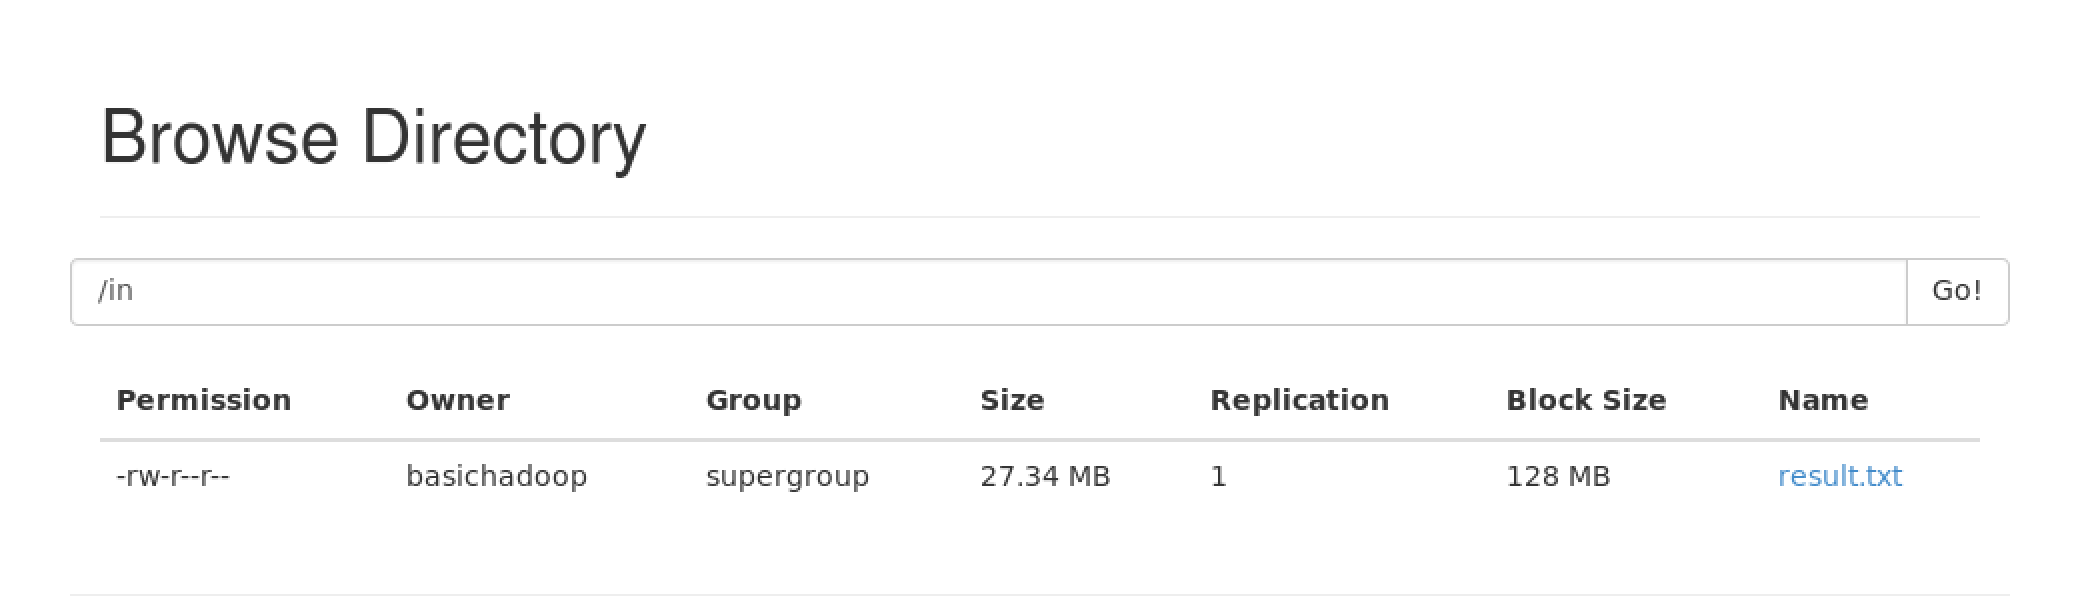 Browse Directory
/in Go!
Permission Owner Group Size Replication Block Size Name
-rw-r--r-- basichadoop supergroup 27.34 MB 1 128 MB result.txt